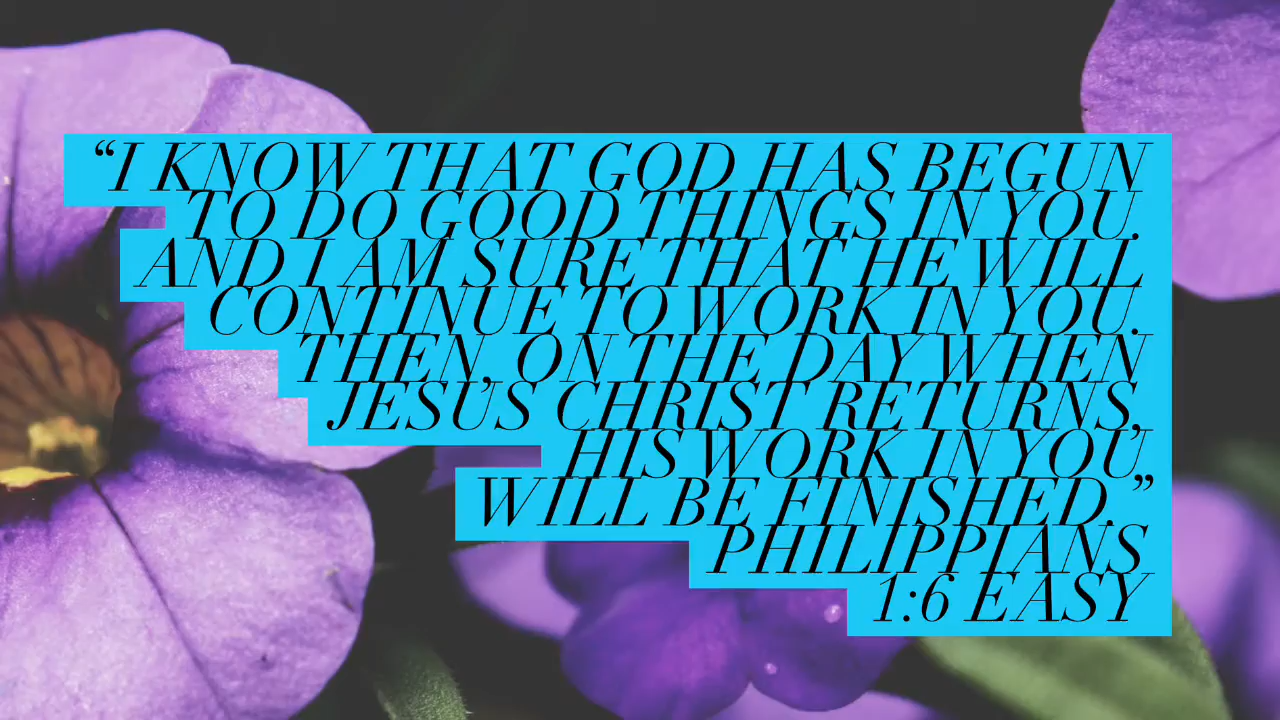 “I KNOW THAT GOD HAS BEGUN
TO DO GOOD THINGS IN YOU.
AND I AM SURE THAT HE WILL
CONTINUE TO WORK IN YOU.
THEN, ON THE DAY WHEN
JESUS CHRIST RETURNS,
HIS WORK IN YOU
WILL BE FINISHED.”
PHILIPPIANS
1:6 EASY